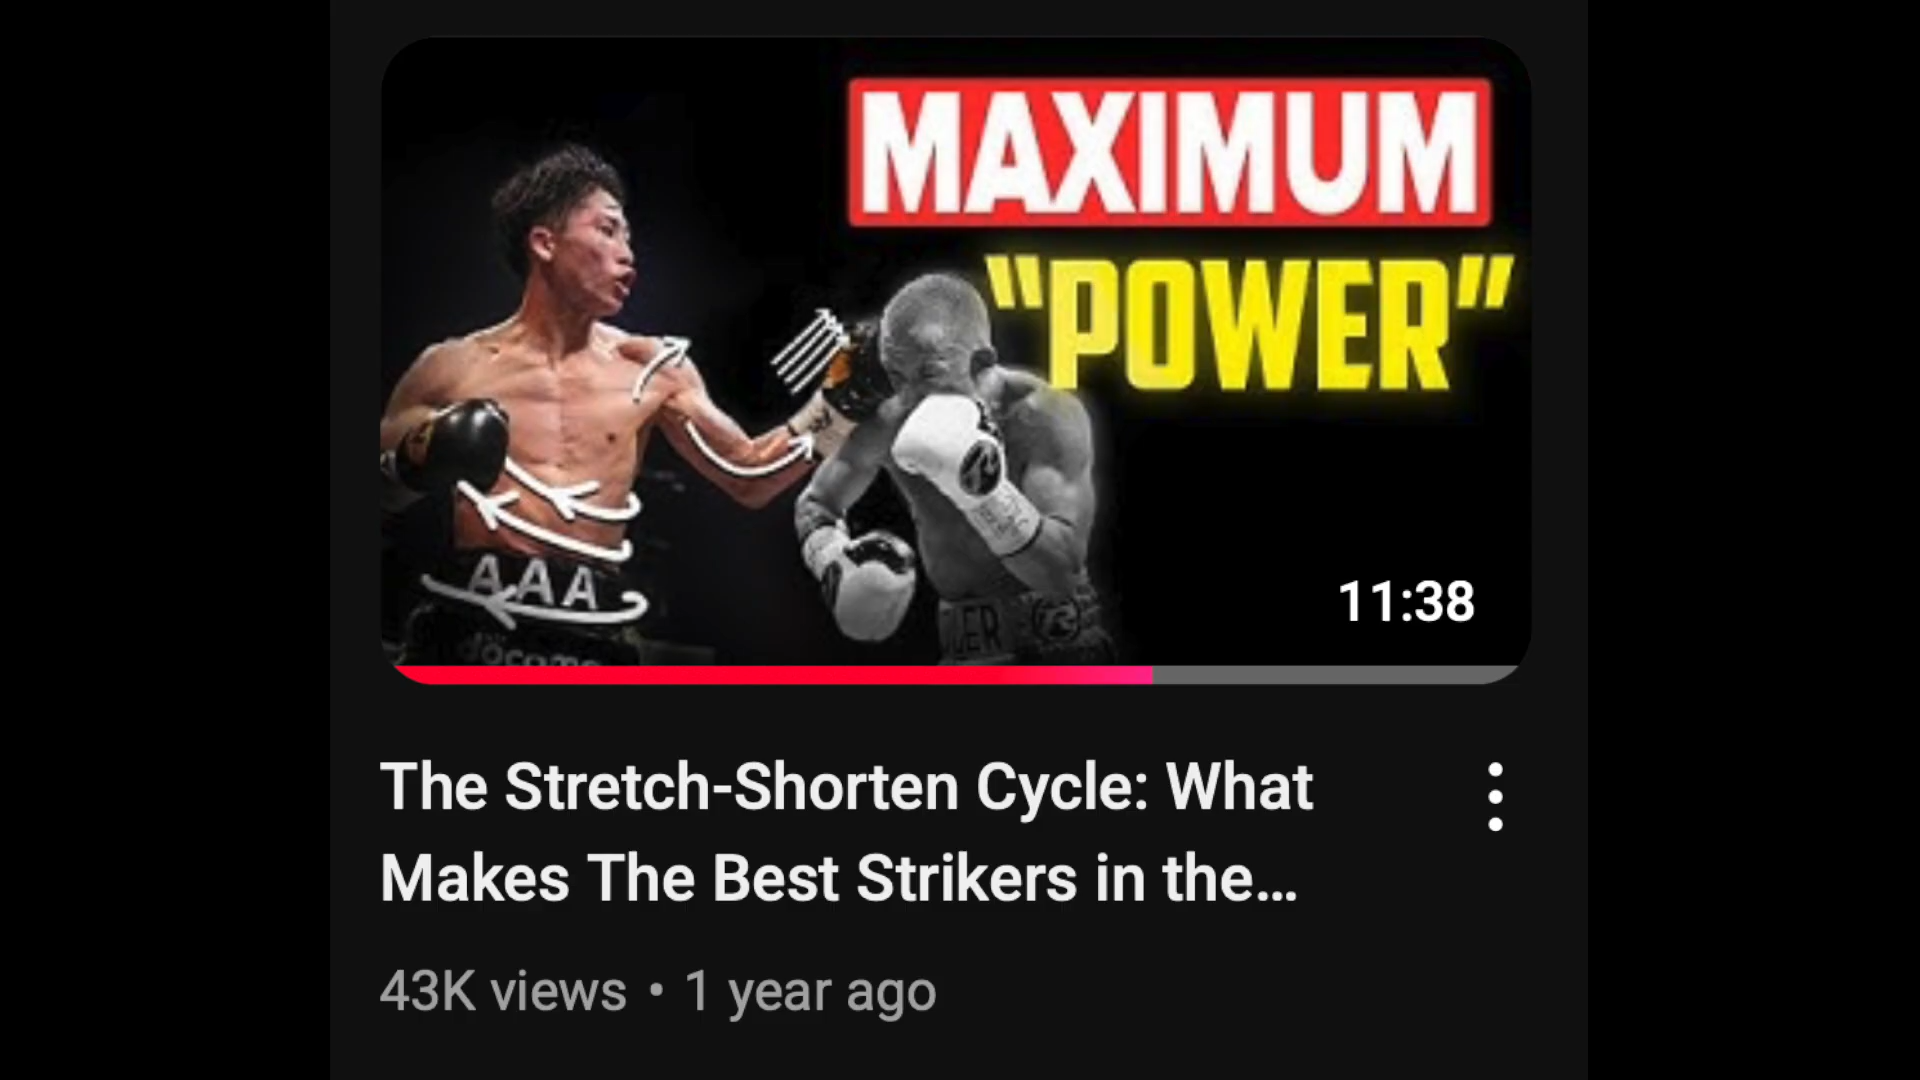 MAXIMUM
"POWER"
AAA
docomo
11:38
The Stretch-Shorten Cycle: What
Makes The Best Strikers in the...
43K views • 1 year ago